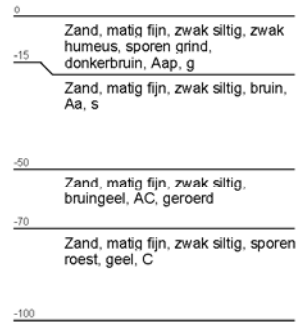 0
Zand, matig fijn, zwak siltig, zwak
humeus, sporen grind,
donkerbruin, Aap, g
-15
Zand, matig fijn, zwak siltig, bruin,
Aa, s
-50
Zand, matig fijn, zwak siltig,
bruingeel, AC, geroerd
-70
Zand, matig fijn, zwak siltig, sporen
roest, geel, C
-100